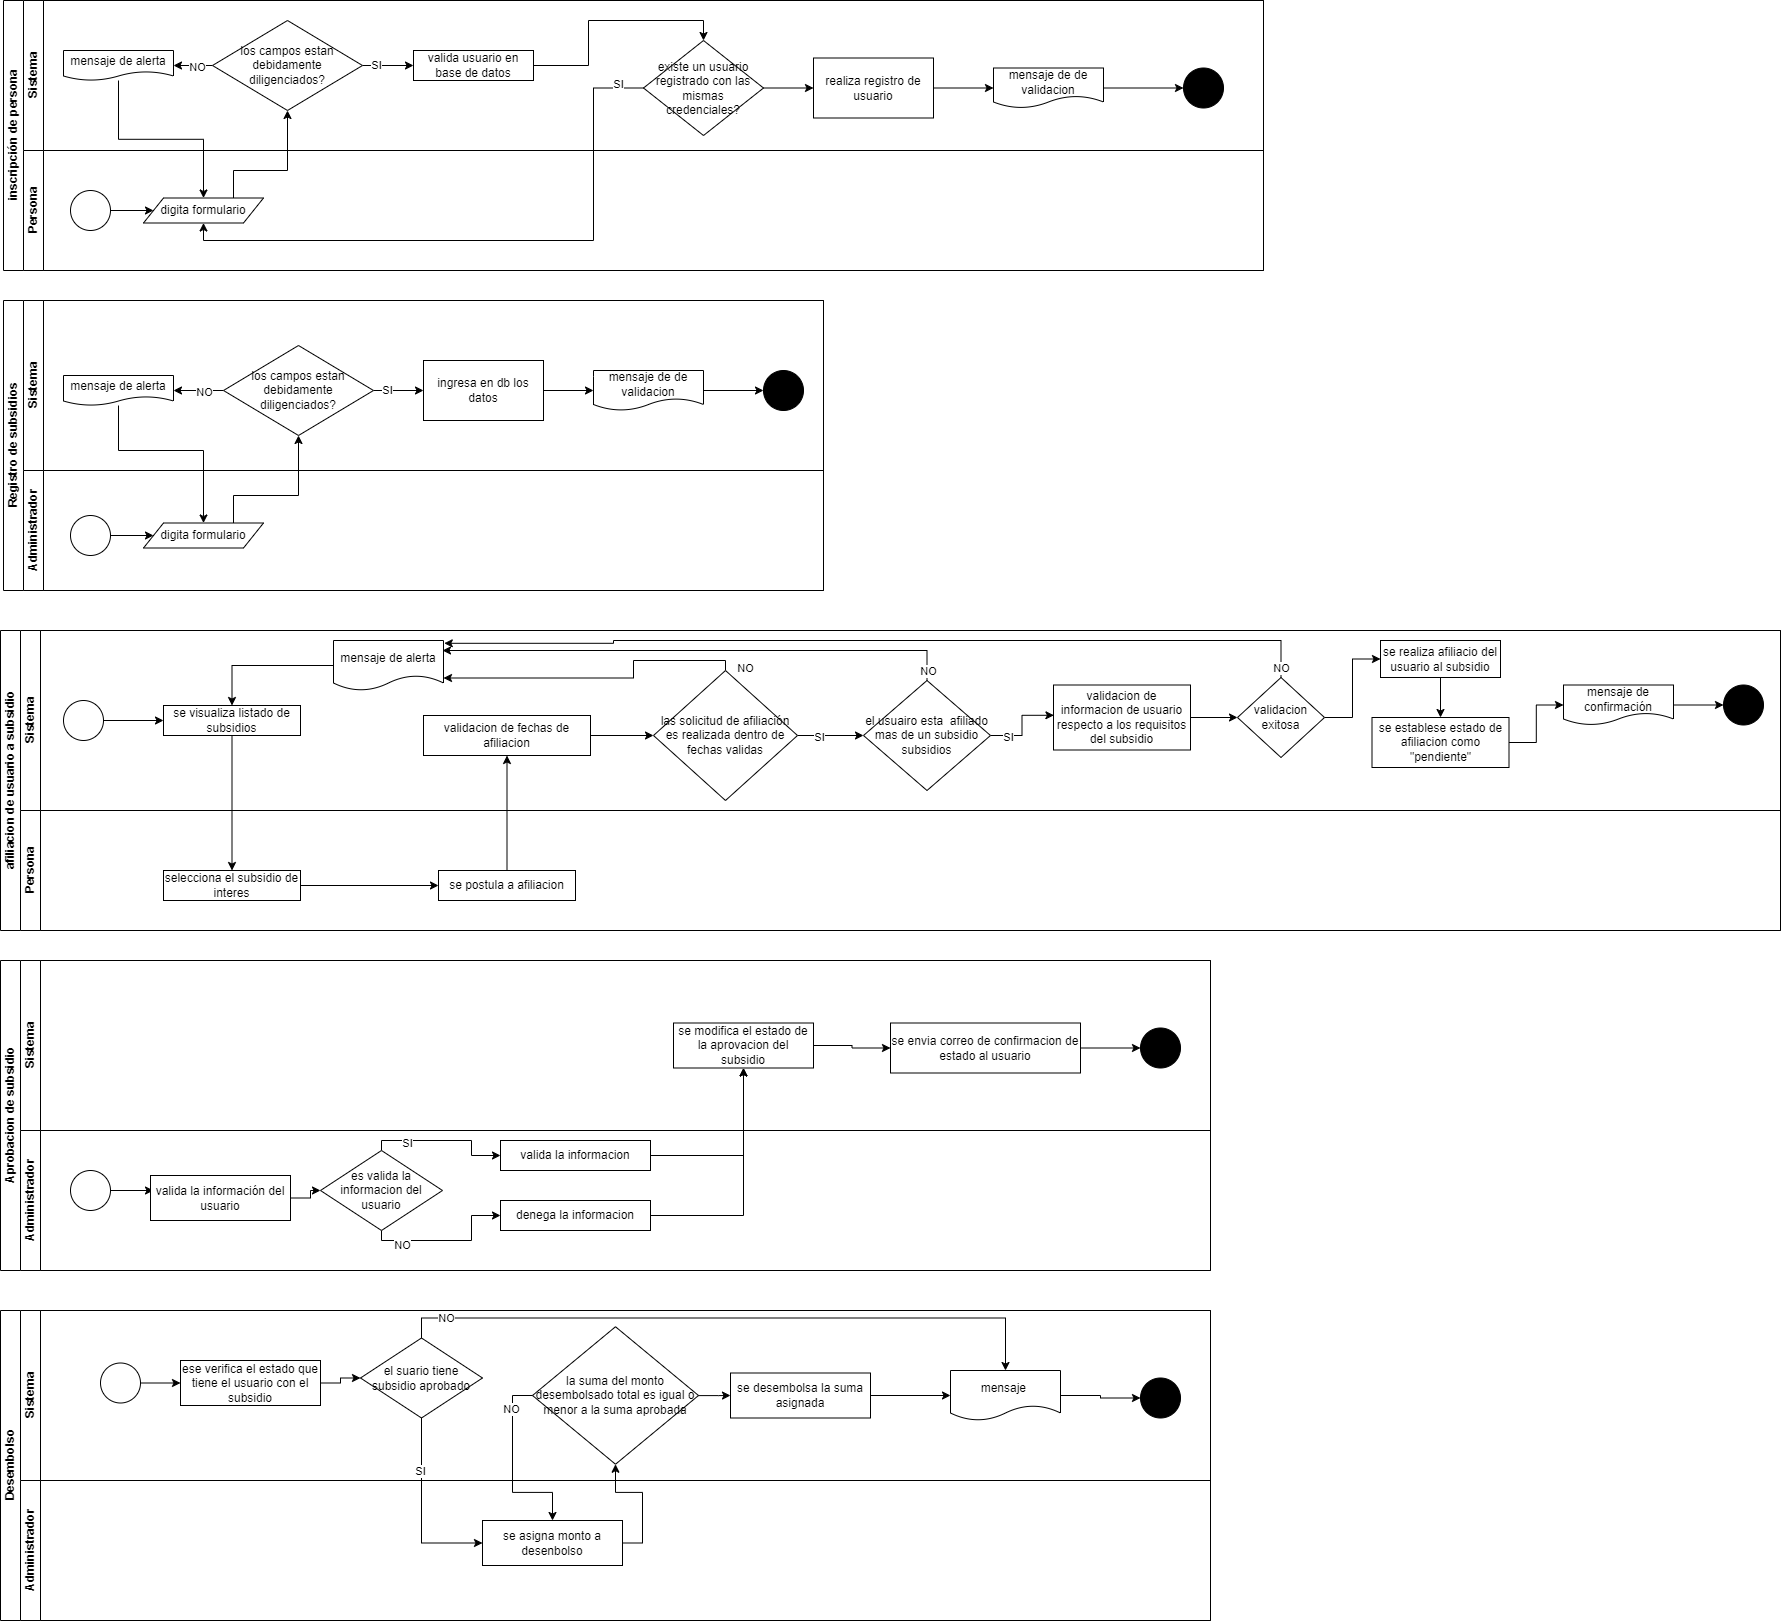 inscripción de persona
Sistema
Persona
mensaje de alerta
NO
los campos estan
debidamente
diligenciados?
SI
valida usuario en
base de datos
SI
existe un usuario
registrado con las
mismas
credenciales?
realiza registro de
usuario
mensaje de de
validacion
digita formulario
Registro de subsidios
Sistema
Administrador
mensaje de alerta
NO
los campos estan
debidamente
diligenciados?
SI
ingresa en db los
datos
mensaje de de
validacion
digita formulario
afiliacion de usuario a subsidio
Sistema
Persona
mensaje de alerta
se visualiza listado de
subsidios
validacion de fechas de
afiliacion
NO
las solicitud de afiliación
es realizada dentro de
fechas validas
SI
NO
el usuairo esta  afiliado
mas de un subsidio
subsidios
SI
validacion de
informacion de usuario
respecto a los requisitos
del subsidio
NO
validacion
exitosa
se realiza afiliacio del
usuario al subsidio
se establese estado de
afiliacion como
"pendiente"
mensaje de
confirmación
selecciona el subsidio de
interes
se postula a afiliacion
Aprobacion de subsidio
Sistema
Administrador
se modifica el estado de
la aprovacion del
subsidio
se envia correo de confirmacion de
estado al usuario
valida la información del
usuario
SI
es valida la
informacion del
usuario
NO
valida la informacion
denega la informacion
Desembolso
Sistema
Administrador
ese verifica el estado que
tiene el usuario con el
subsidio
NO
el suario tiene
subsidio aprobado
SI
NO
la suma del monto
desembolsado total es igual o
menor a la suma aprobada
se desembolsa la suma
asignada
mensaje
se asigna monto a
desenbolso